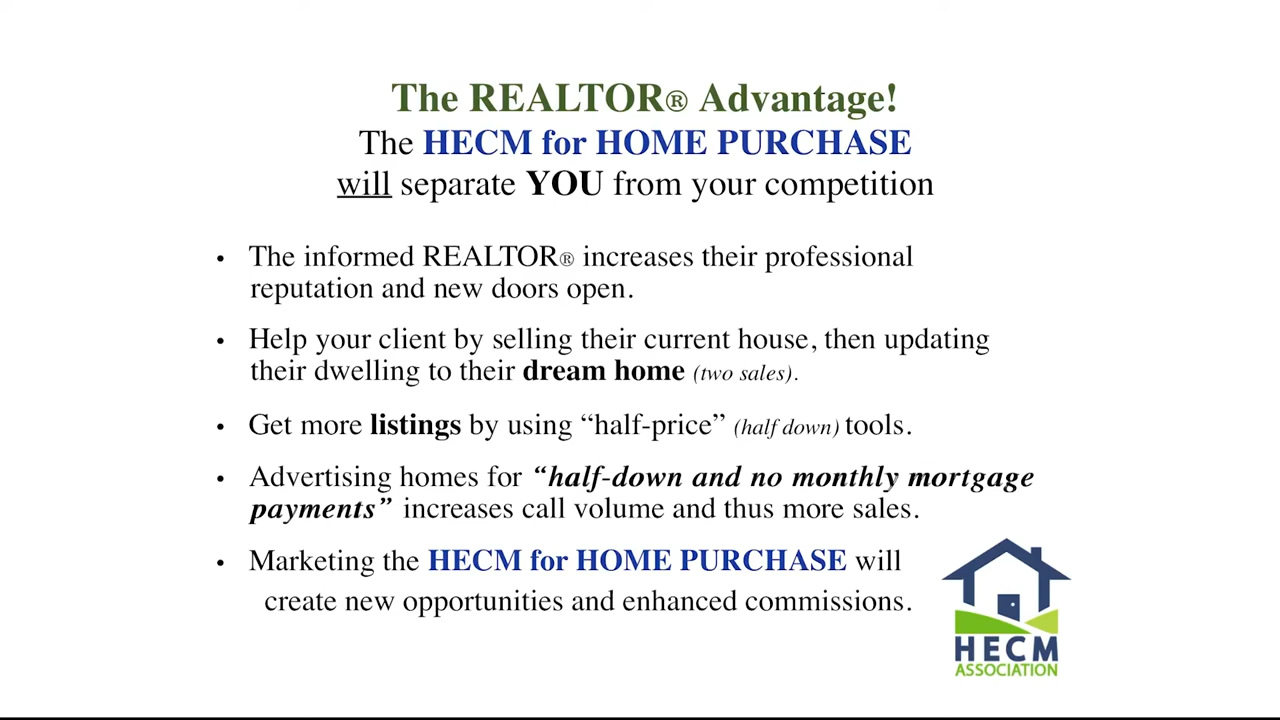 The REALTOR® Advantage!
The HECM for HOME PURCHASE
will separate YOU from your competition
• The informed REALTOR® increases their professional
reputation and new doors open.
• Help your client by selling their current house, then updating
their dwelling to their dream home (two sales).
• Get more listings by using “half-price” (half down) tools.
• Advertising homes for “half-down and no monthly mortgage
payments” increases call volume and thus more sales.
• Marketing the HECM for HOME PURCHASE will
create new opportunities and enhanced commissions.
HECM
ASSOCIATION